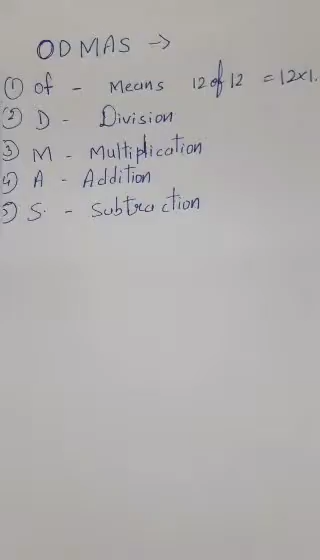 ODMAS →
① of - Means 12 of 12 = 12×1
② D - Division
③ M - Multiplication
④ A - Addition
⑤ S - Subtraction